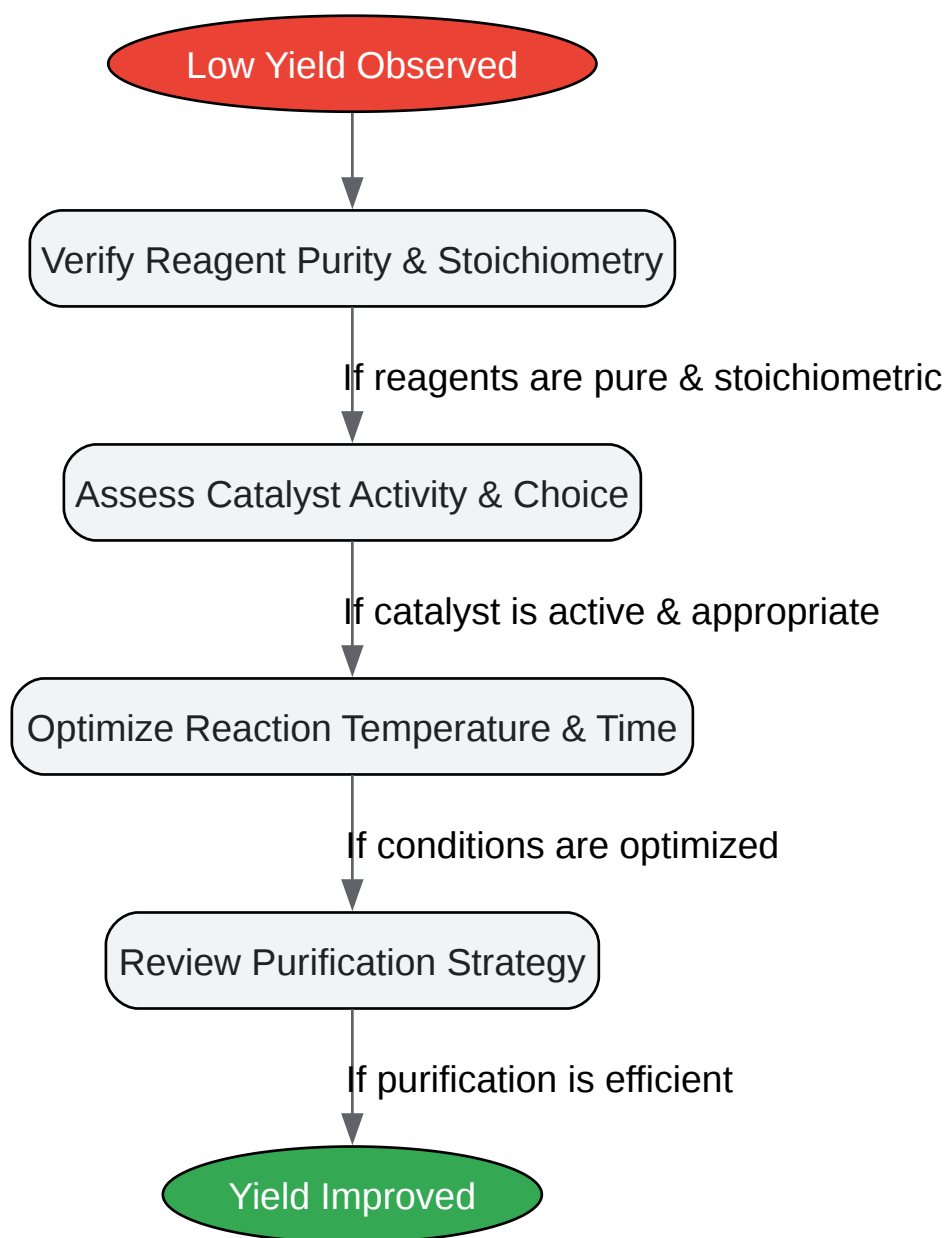 Low Yield Observed
Verify Reagent Purity & Stoichiometry
If reagents are pure & stoichiometric
Assess Catalyst Activity & Choice
If catalyst is active & appropriate
Optimize Reaction Temperature & Time
If conditions are optimized
Review Purification Strategy
If purification is efficient
Yield Improved